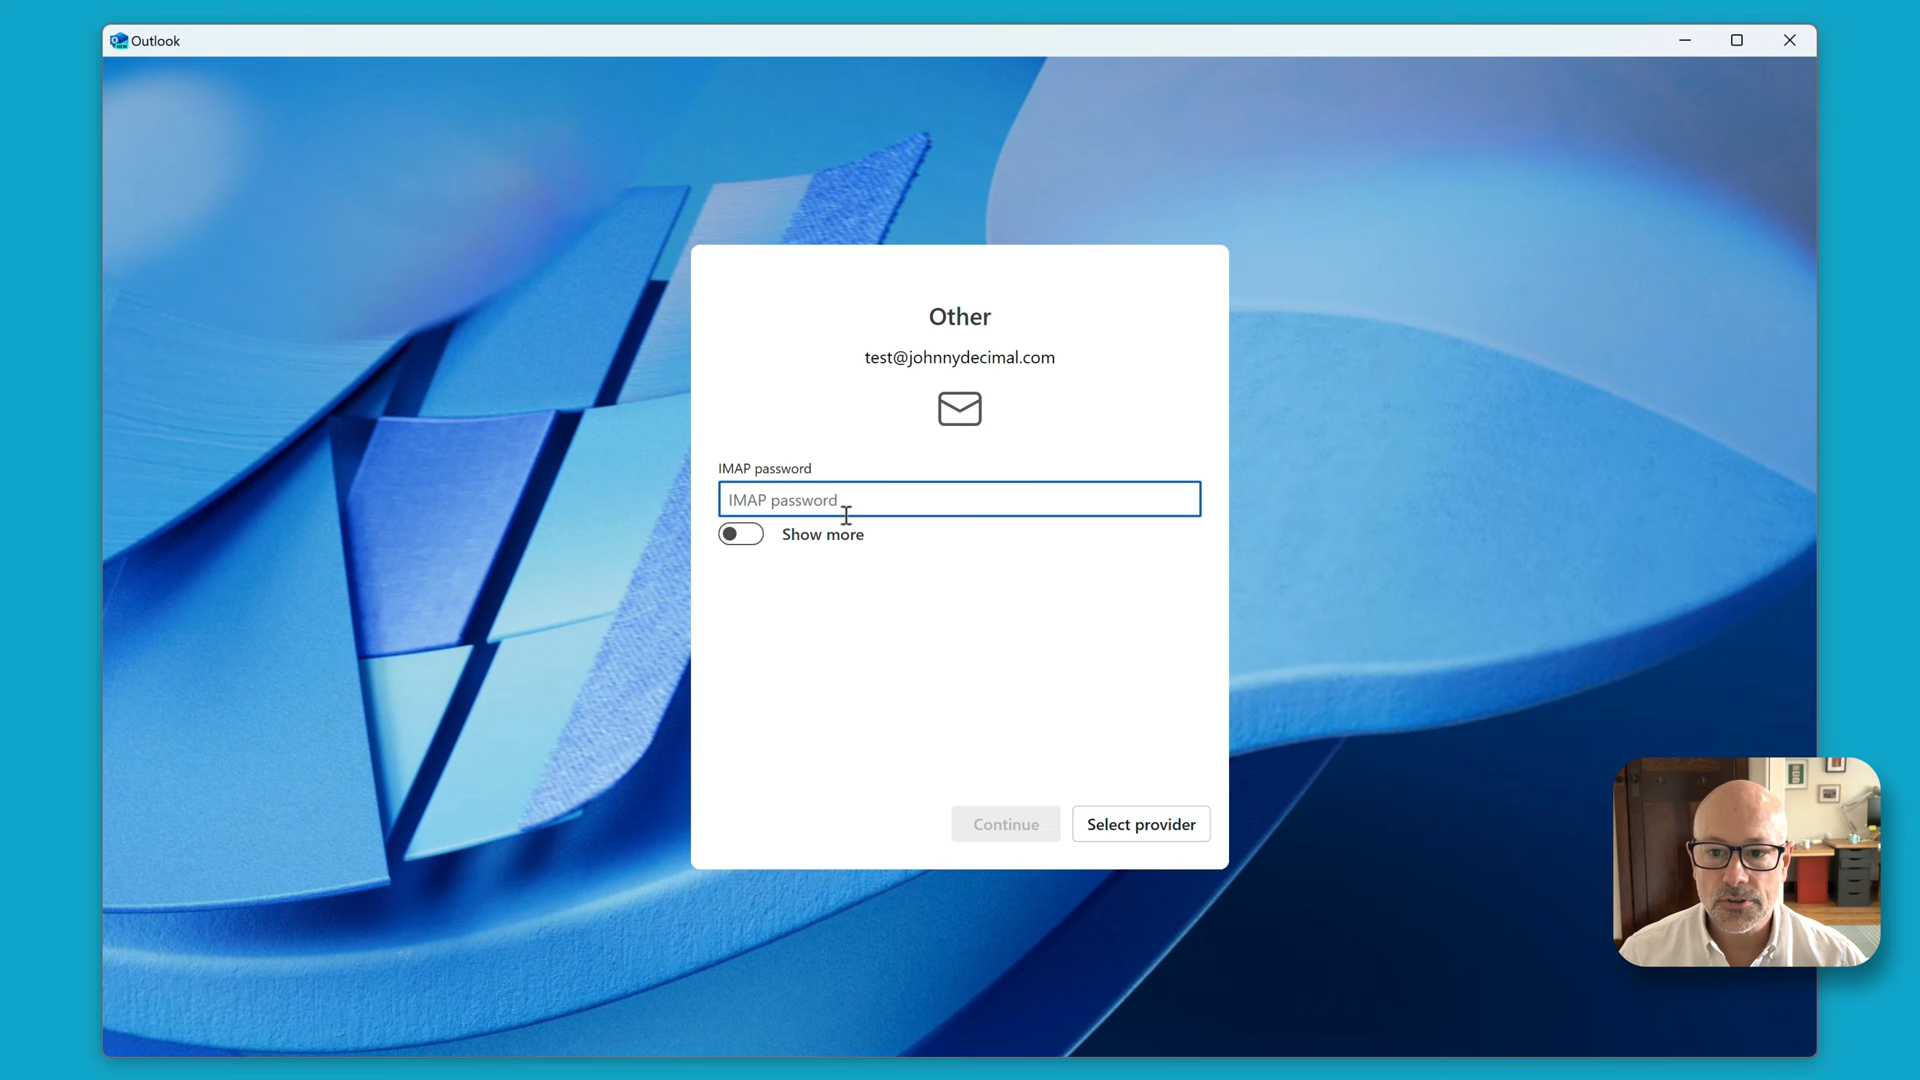 Outlook
Other
test@johnnydecimal.com
IMAP password
IMAP password
Show more
Continue
Select provider